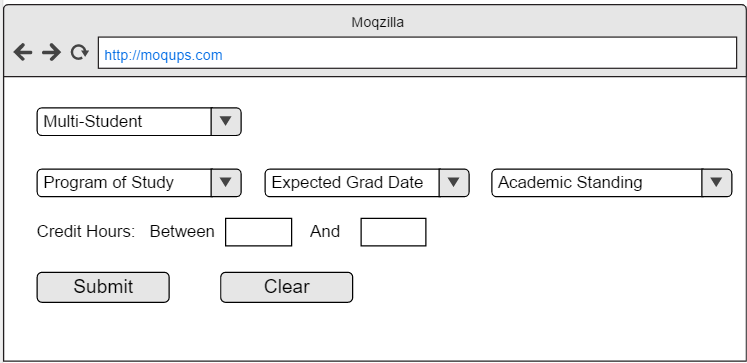 Moqzilla
http://moqups.com
Multi-Student
Program of Study Expected Grad Date Academic Standing
Credit Hours: Between And
Submit Clear